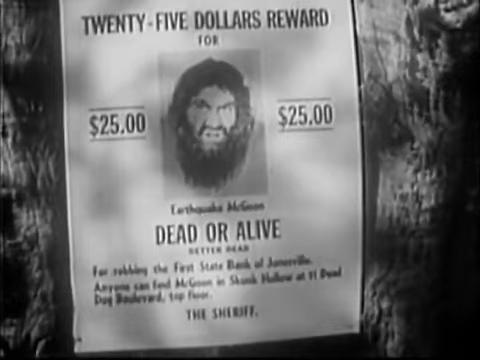 TWENTY-FIVE DOLLARS REWARD
FOR
$25.00
$25.00
Earthquake McGoon
DEAD OR ALIVE
BETTER DEAD
For robbing the First State Bank of Jonesville.
Anyone can find McGoon in Skunk Hollow at 11 Dead
Dog Boulevard, top floor.
THE SHERIFF.